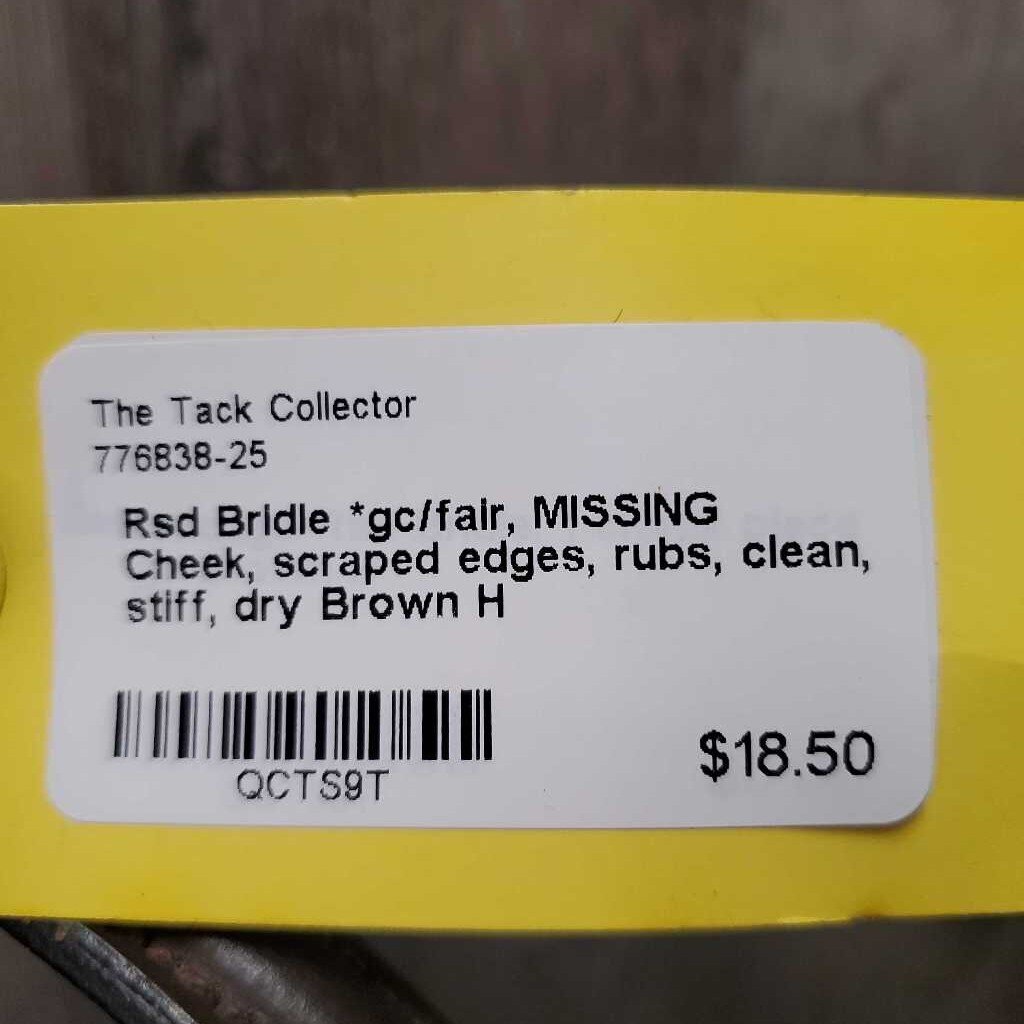 The Tack Collector
776838-25
Rsd Bridle *gc/fair, MISSING
Cheek, scraped edges, rubs, clean,
stiff, dry Brown H
QCTS9T
$18.50